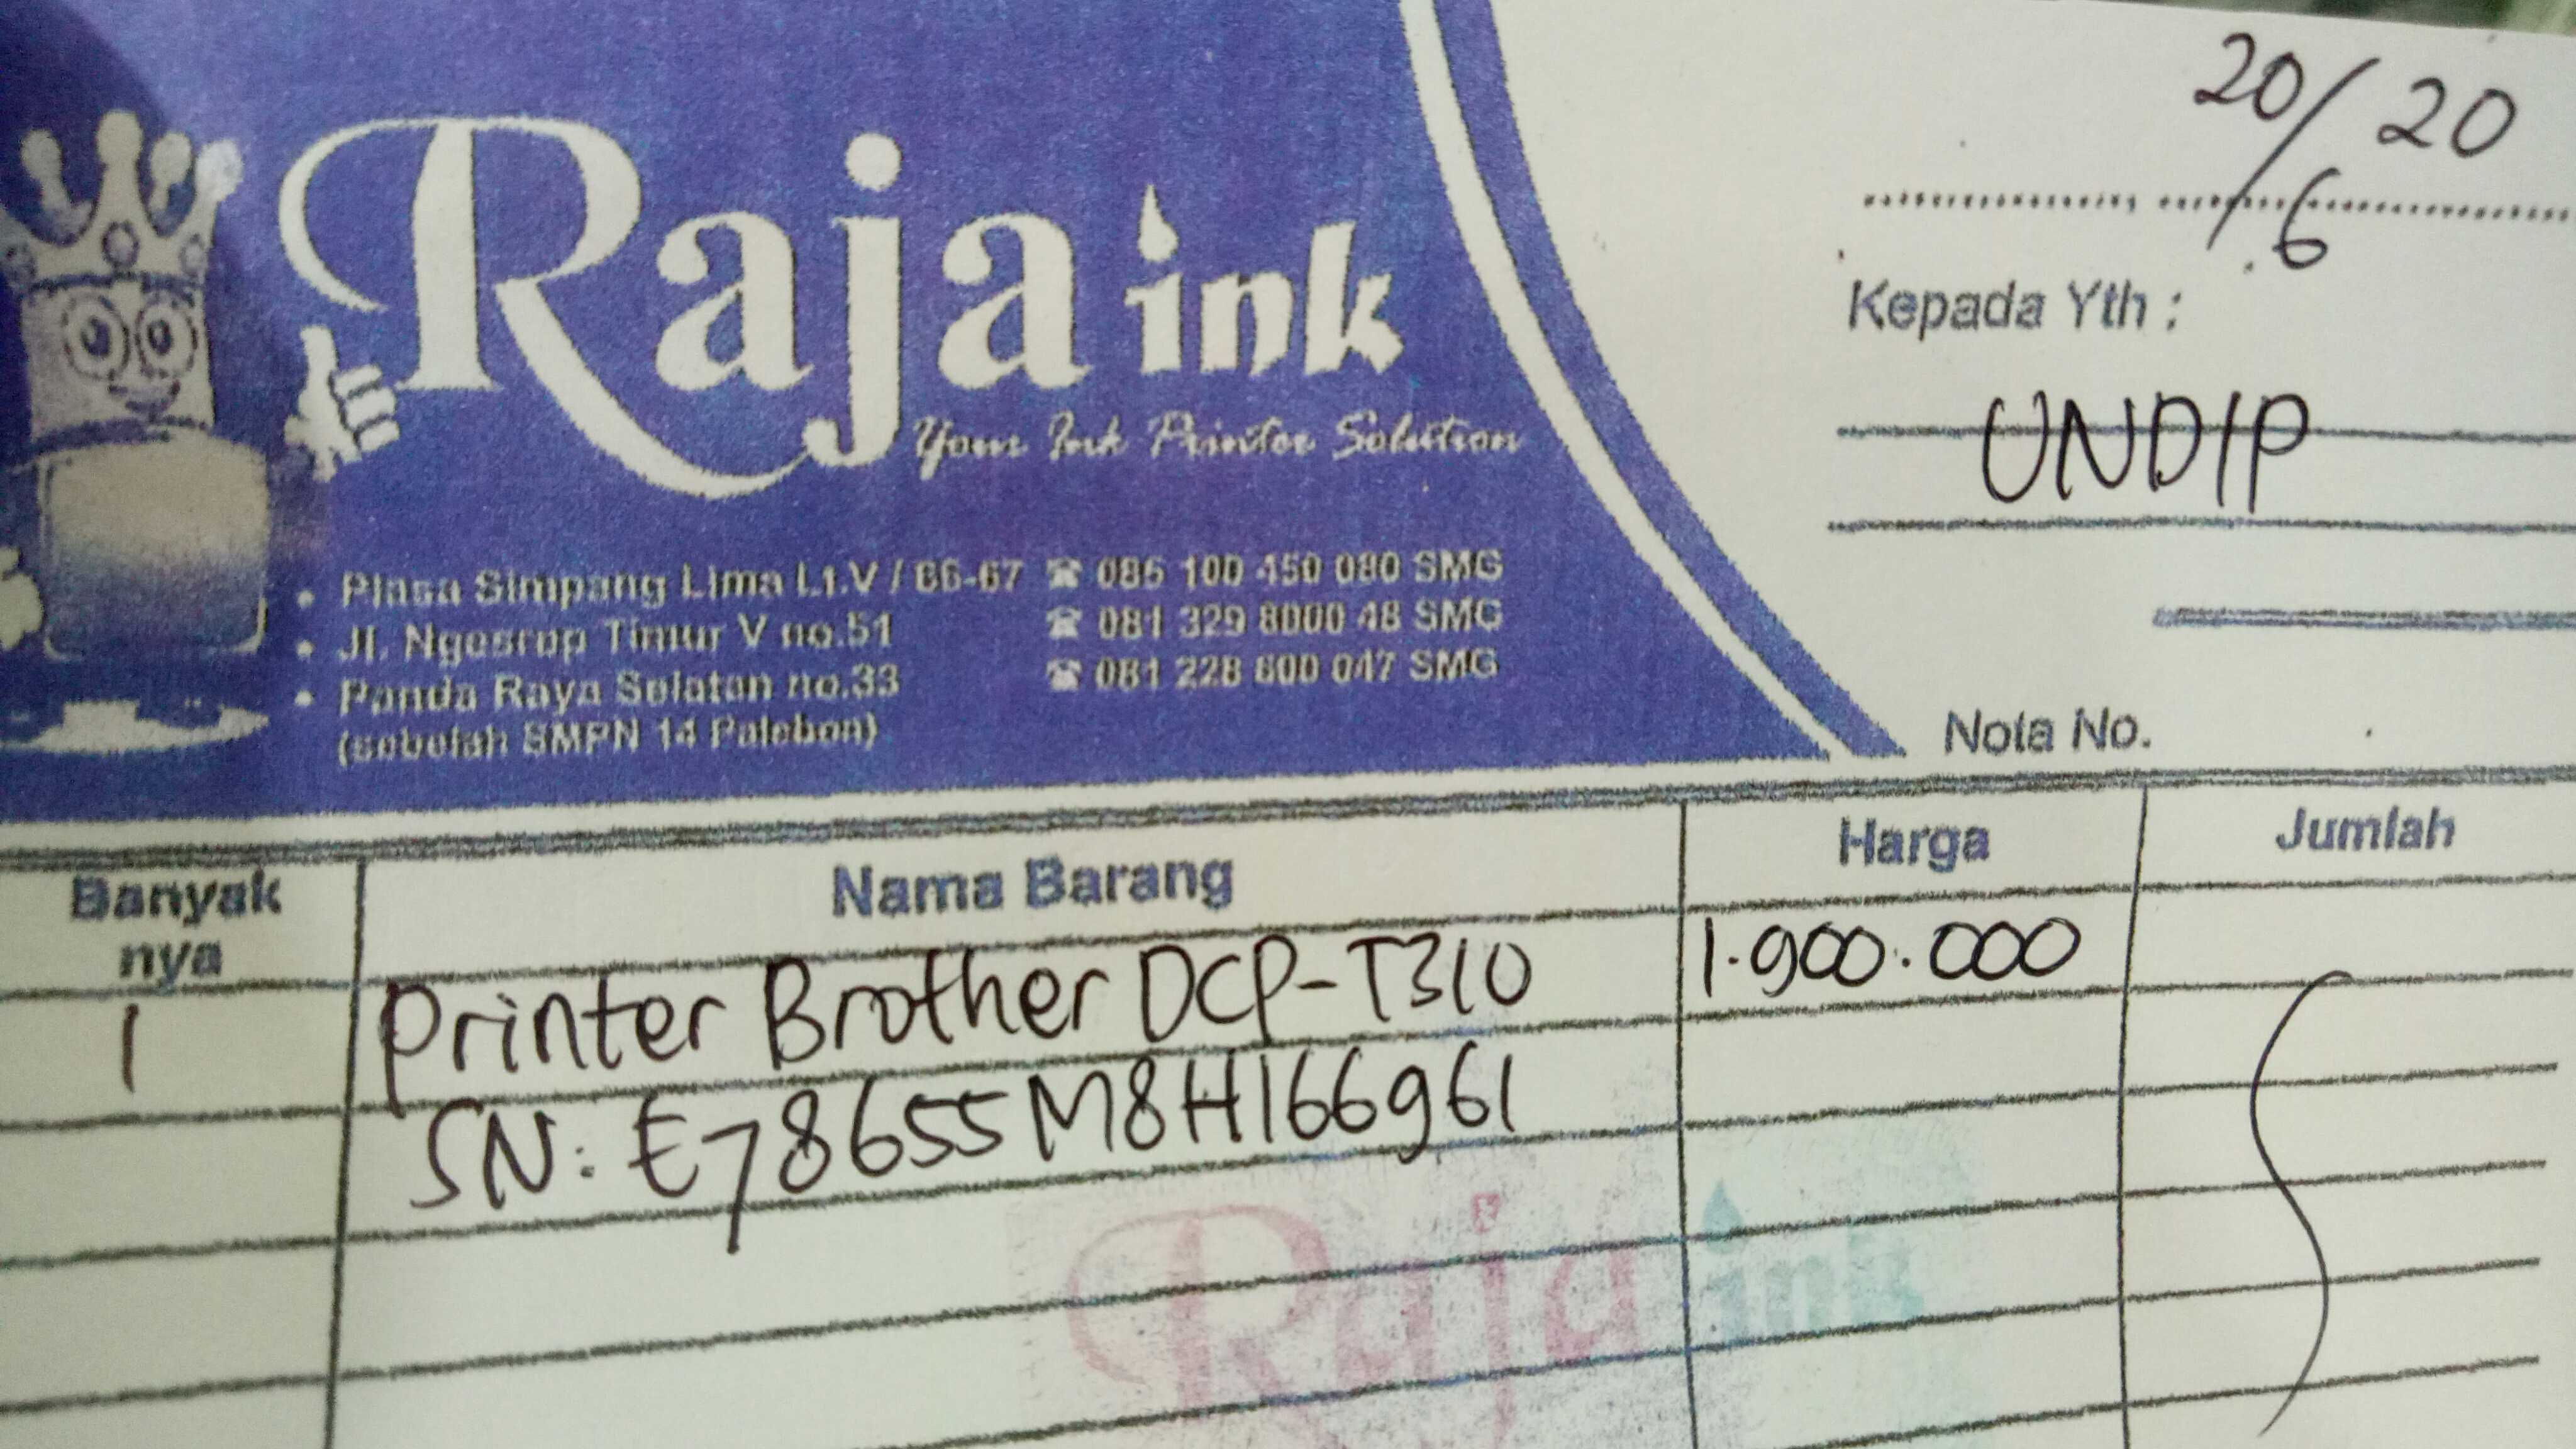 Raja ink
Your Ink Printer Solution
• Plasa Simpang Lima Lt.V / 66-67 ☎ 085 100 450 080 SMG
• Jl. Ngesrep Timur V no.51 ☎ 081 329 8000 48 SMG
• Panda Raya Selatan no.33 ☎ 081 228 600 047 SMG
(sebelah SMPN 14 Palebon)
20/6 20
Kepada Yth :
UNDIP
Nota No.
Banyak nya Nama Barang Harga Jumlah
1 Printer Brother DCP-T310 1.900.000
SN: E78655M8H166961
Raja ink